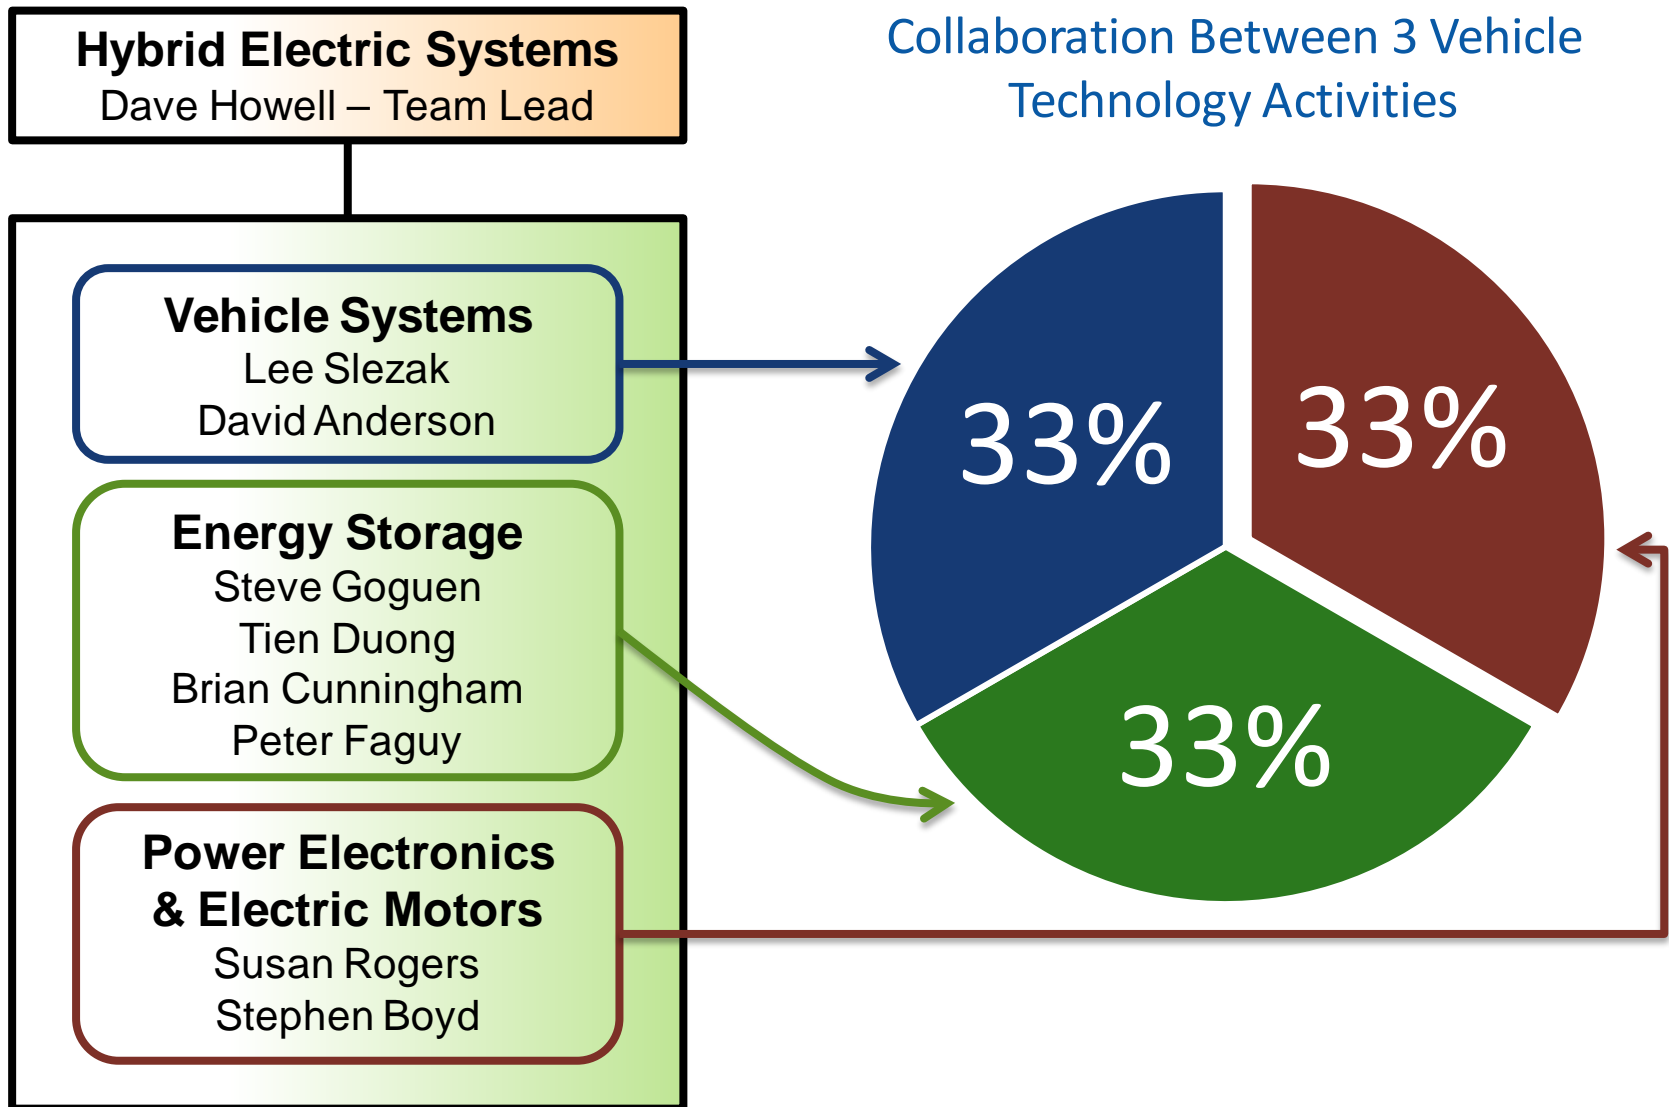 Hybrid Electric Systems
Dave Howell – Team Lead
Collaboration Between 3 Vehicle
Technology Activities
Vehicle Systems
Lee Slezak
David Anderson
Energy Storage
Steve Goguen
Tien Duong
Brian Cunningham
Peter Faguy
Power Electronics
& Electric Motors
Susan Rogers
Stephen Boyd
33%
33%
33%